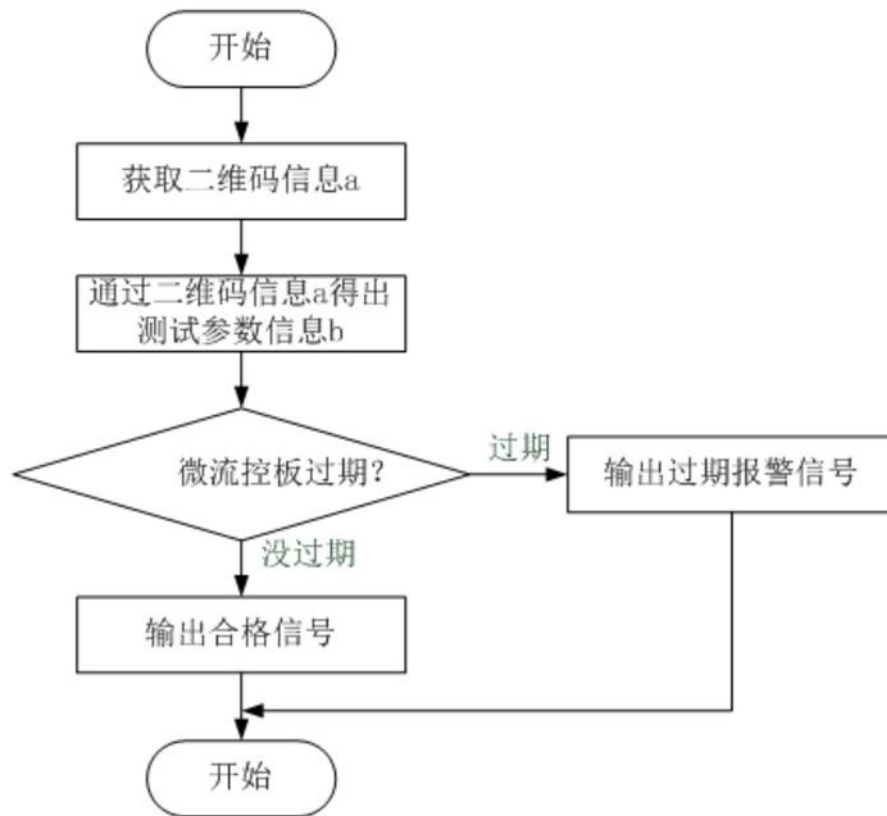 开始
获取二维码信息a
通过二维码信息a得出
测试参数信息b
微流控板过期?
过期
输出过期报警信号
没过期
输出合格信号
开始